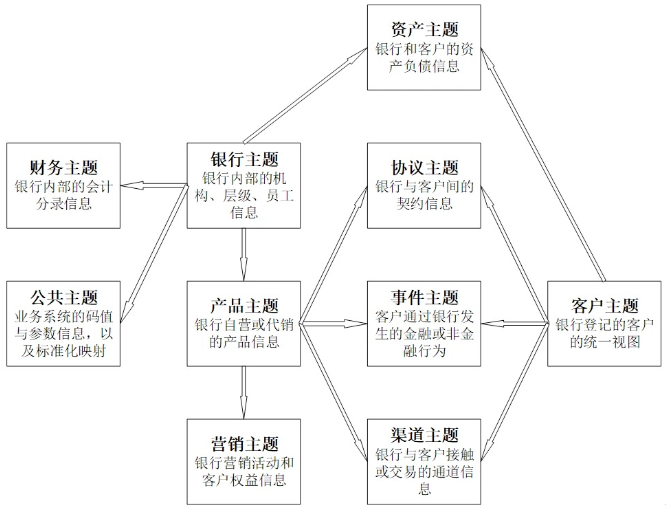 资产主题
银行和客户的资
产负债信息
财务主题
银行内部的会计
分录信息
银行主题
银行内部的机
构、层级、员工
信息
协议主题
银行与客户间的
契约信息
公共主题
业务系统的码值
与参数信息，以
及标准化映射
产品主题
银行自营或代销
的产品信息
事件主题
客户通过银行发
生的金融或非金
融行为
客户主题
银行登记的客户
的统一视图
营销主题
银行营销活动和
客户权益信息
渠道主题
银行与客户接触
或交易的通道信
息